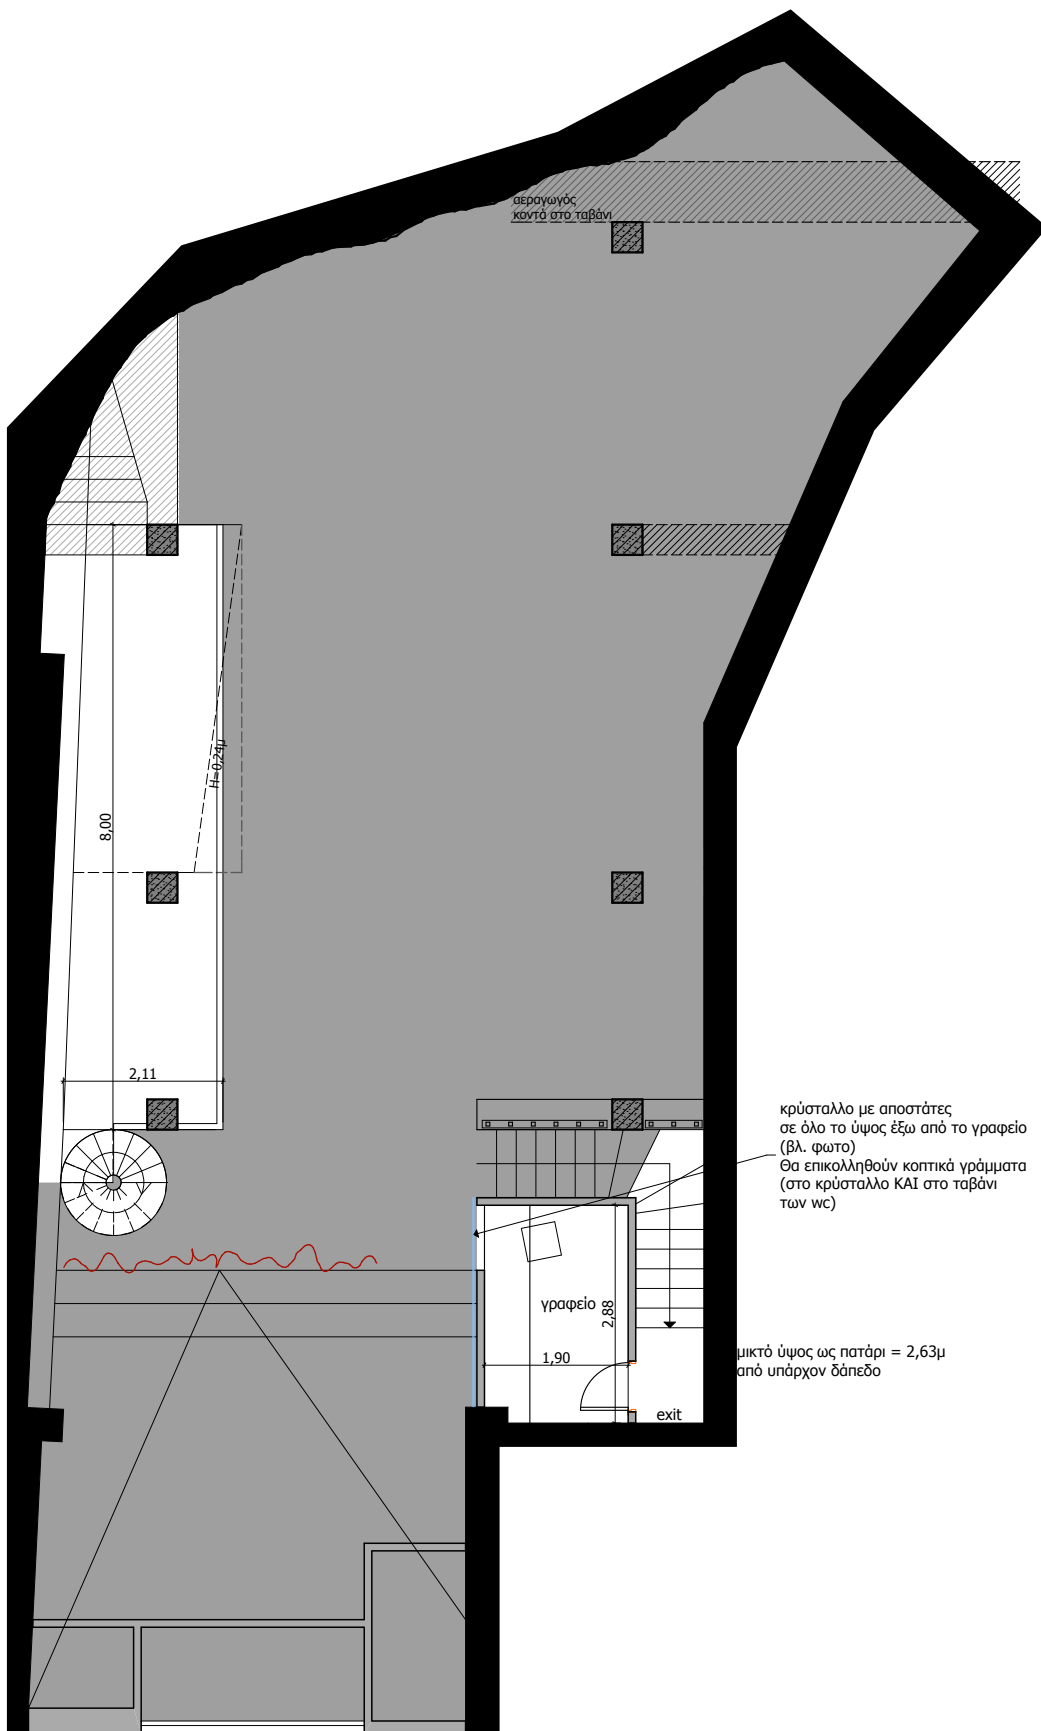 αεραγωγός
κοντά στο ταβάνι
H=0,24μ
8,00
2,11
κρύσταλλο με αποστάτες
σε όλο το ύψος έξω από το γραφείο
(βλ. φωτο)
Θα επικολληθούν κοπτικά γράμματα
(στο κρύσταλλο ΚΑΙ στο ταβάνι
των wc)
γραφείο
2,88
1,90
μικτό ύψος ως πατάρι = 2,63μ
από υπάρχον δάπεδο
exit